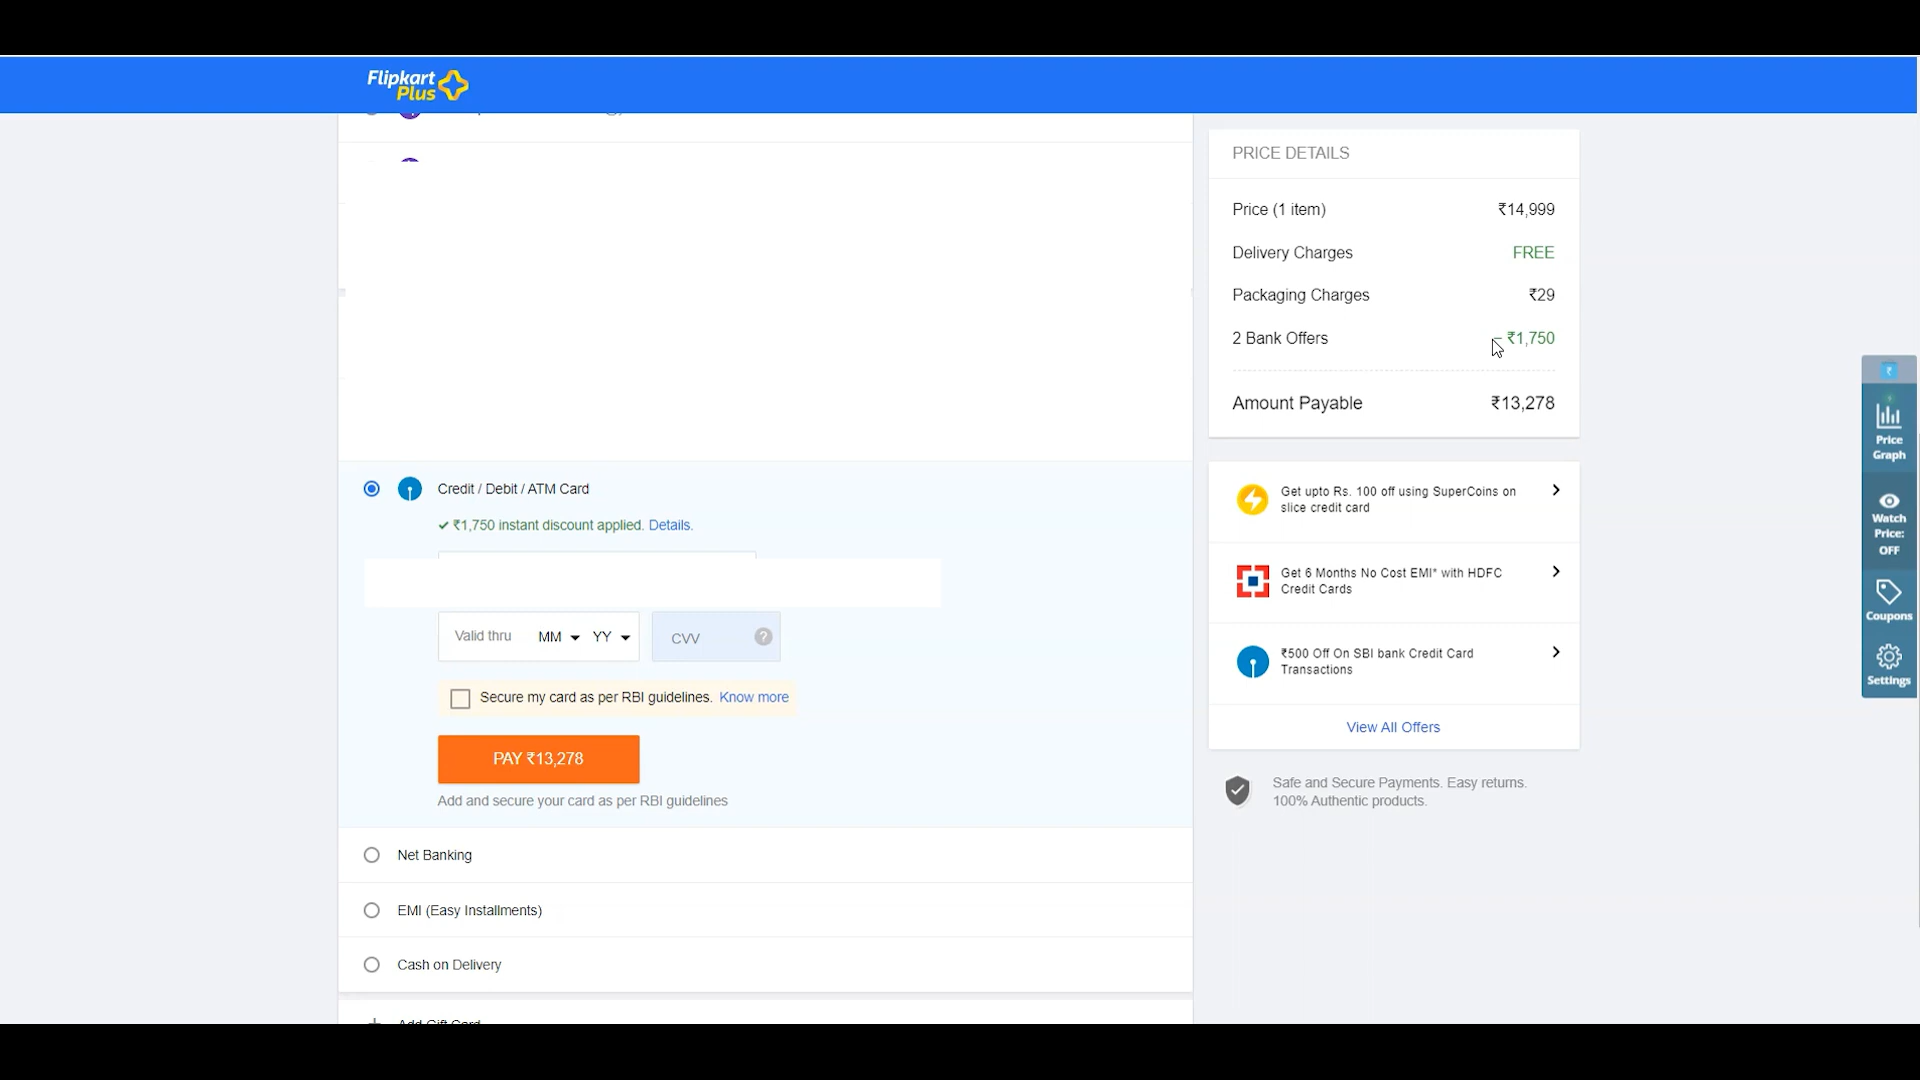 Flipkart
Plus
PRICE DETAILS
Price (1 item) ₹14,999
Delivery Charges FREE
Packaging Charges ₹29
2 Bank Offers − ₹1,750
Amount Payable ₹13,278
Credit / Debit / ATM Card
✓ ₹1,750 instant discount applied. Details.
Valid thru MM YY CVV ?
Secure my card as per RBI guidelines. Know more
PAY ₹13,278
Add and secure your card as per RBI guidelines
Net Banking
EMI (Easy Installments)
Cash on Delivery
Add Gift Card
Get upto Rs. 100 off using SuperCoins on
slice credit card
Get 6 Months No Cost EMI* with HDFC
Credit Cards
₹500 Off On SBI bank Credit Card
Transactions
View All Offers
Safe and Secure Payments. Easy returns.
100% Authentic products.
₹
Price
Graph
Watch
Price:
OFF
Coupons
Settings